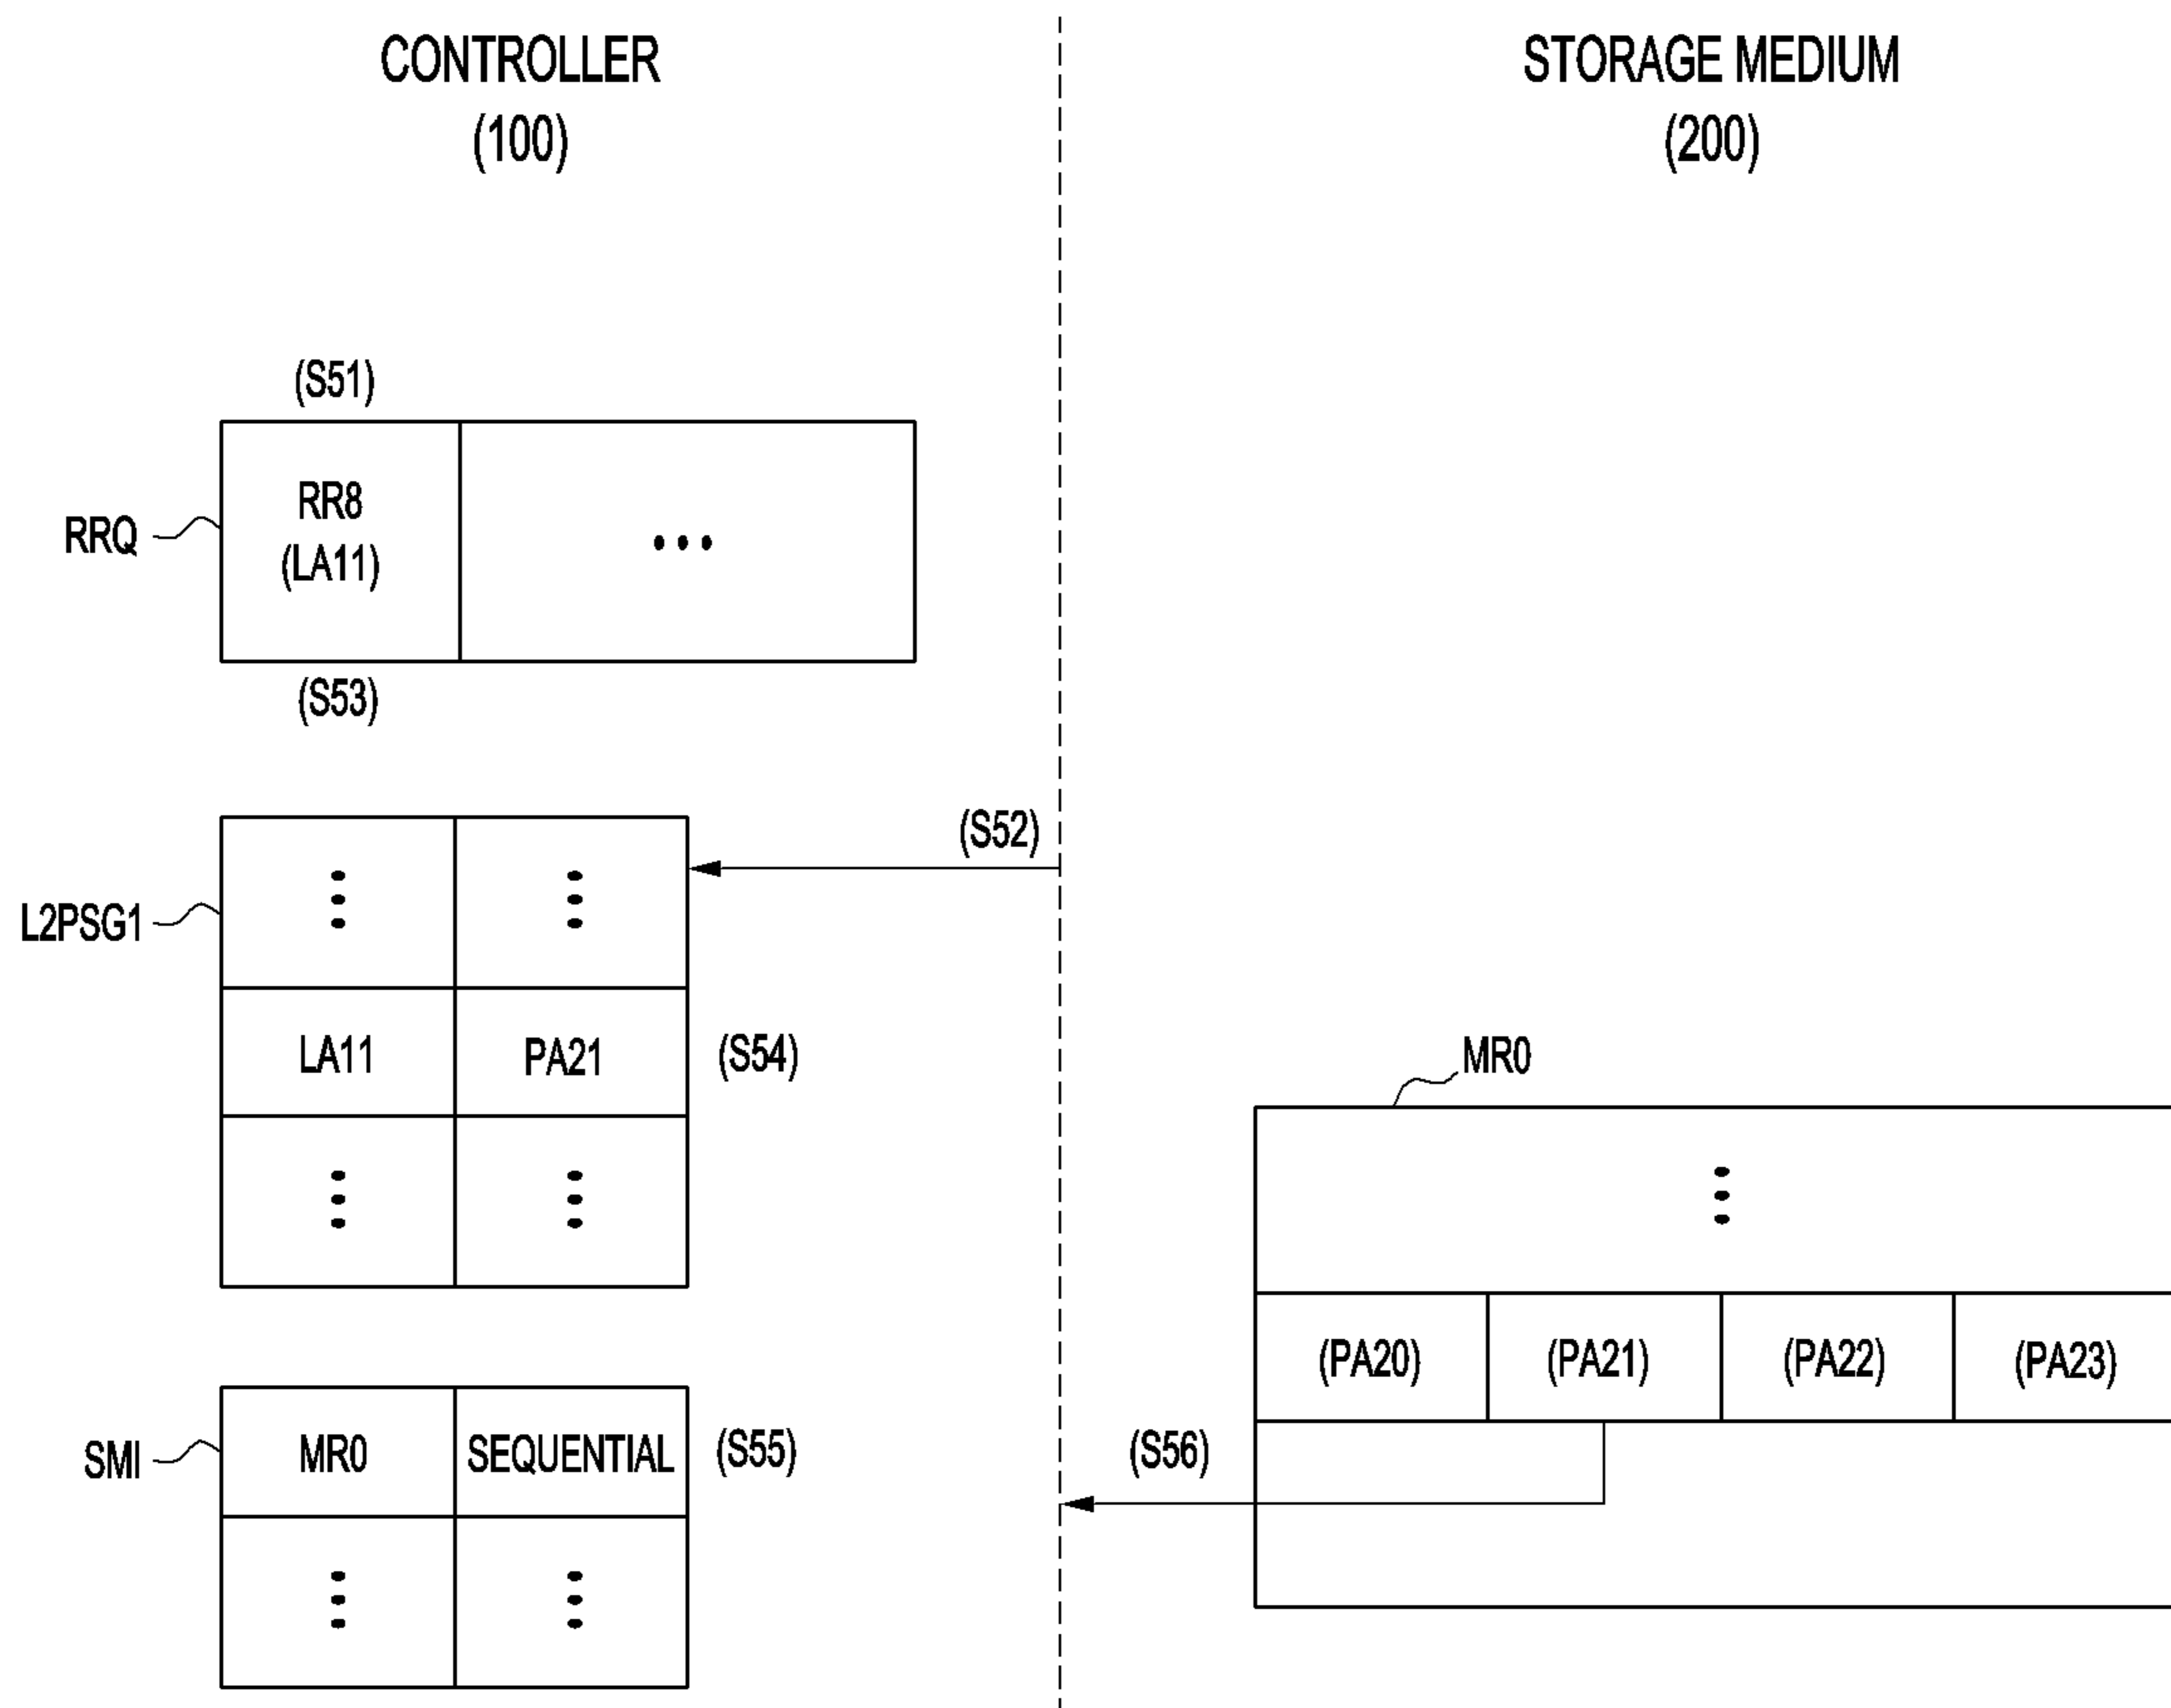 CONTROLLER
(100)
STORAGE MEDIUM
(200)
(S51)
RRQ
RR8
(LA11)
(S53)
(S52)
L2PSG1
LA11 PA21 (S54)
MR0
(PA20) (PA21) (PA22) (PA23)
SMI
MR0 SEQUENTIAL (S55)
(S56)